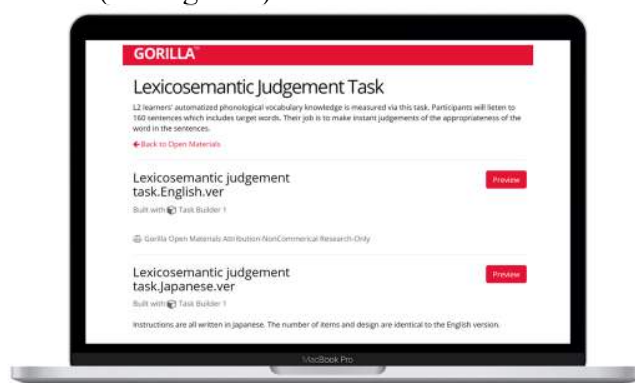 GORILLA™
Lexicosemantic Judgement Task
L2 learners' automatized phonological vocabulary knowledge is measured via this task. Participants will listen to
160 sentences which includes target words. Their job is to make instant judgements of the appropriateness of the
word in the sentences.
Back to Open Materials
Lexicosemantic judgement
task.English.ver
Preview
Built with Task Builder 1
Gorilla Open Materials Attribution-NonCommerical Research-Only
Lexicosemantic judgement
task.Japanese.ver
Preview
Built with Task Builder 1
Instructions are all written in Japanese. The number of items and design are identical to the English version.
MacBook Pro